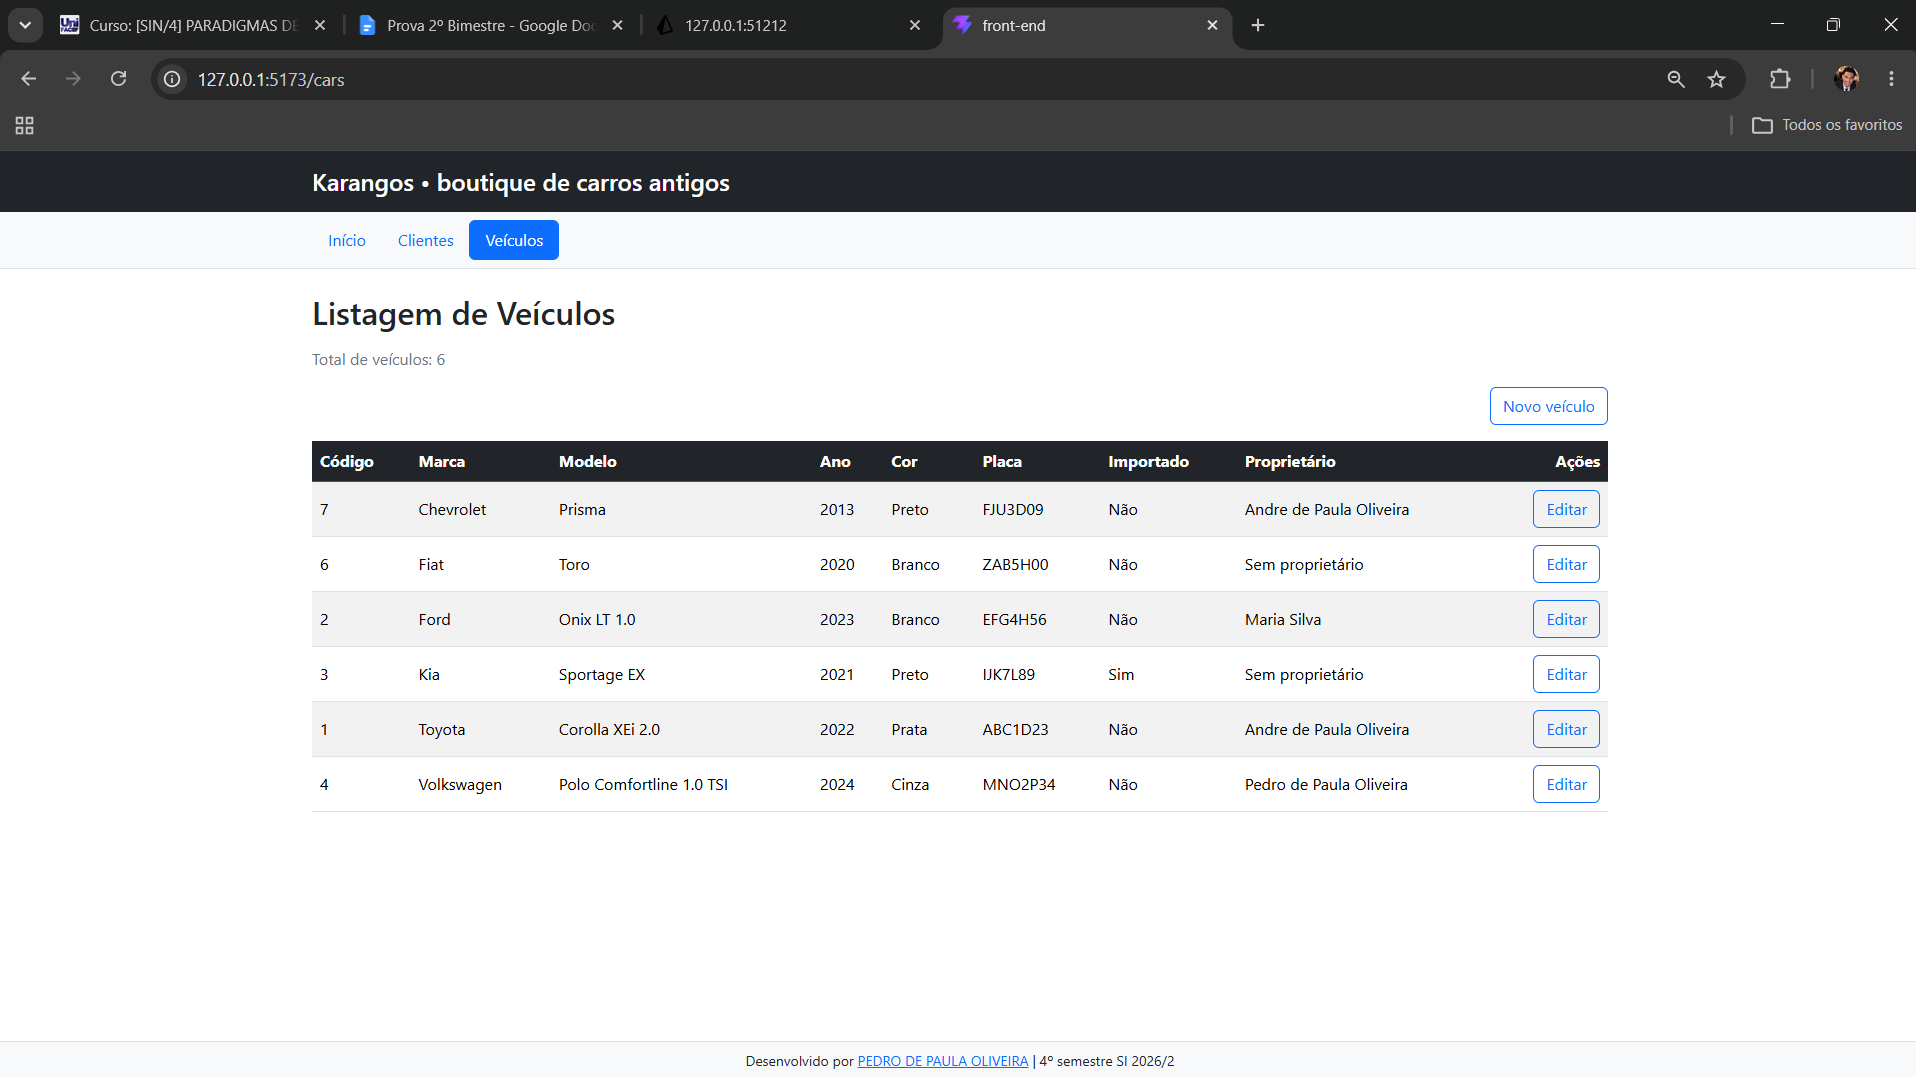 Curso: [SIN/4] PARADIGMAS DE
Prova 2º Bimestre - Google Doc
127.0.0.1:51212
front-end
127.0.0.1:5173/cars
Todos os favoritos
Karangos • boutique de carros antigos
Início Clientes Veículos
Listagem de Veículos
Total de veículos: 6
Novo veículo
Código Marca Modelo Ano Cor Placa Importado Proprietário Ações
7 Chevrolet Prisma 2013 Preto FJU3D09 Não Andre de Paula Oliveira Editar
6 Fiat Toro 2020 Branco ZAB5H00 Não Sem proprietário Editar
2 Ford Onix LT 1.0 2023 Branco EFG4H56 Não Maria Silva Editar
3 Kia Sportage EX 2021 Preto IJK7L89 Sim Sem proprietário Editar
1 Toyota Corolla XEi 2.0 2022 Prata ABC1D23 Não Andre de Paula Oliveira Editar
4 Volkswagen Polo Comfortline 1.0 TSI 2024 Cinza MNO2P34 Não Pedro de Paula Oliveira Editar
Desenvolvido por PEDRO DE PAULA OLIVEIRA | 4º semestre SI 2026/2